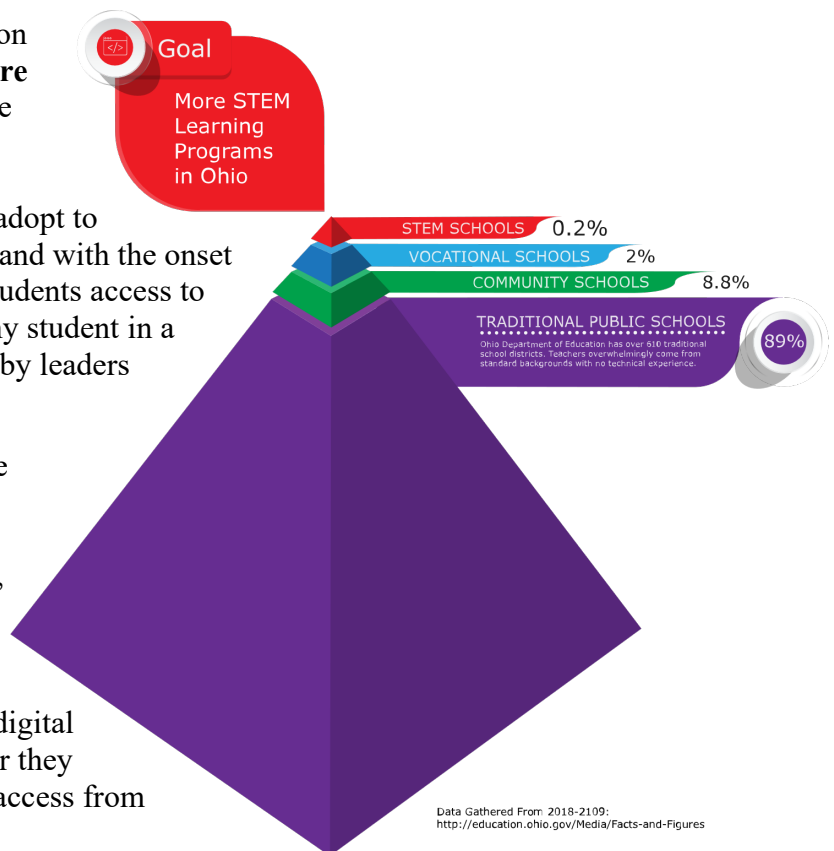 on
re
e
adopt to
and with the onset
tudents access to
ny student in a
by leaders
e
,
digital
r they
access from
Goal
More STEM
Learning
Programs
in Ohio
STEM SCHOOLS 0.2%
VOCATIONAL SCHOOLS 2%
COMMUNITY SCHOOLS 8.8%
TRADITIONAL PUBLIC SCHOOLS
Ohio Department of Education has over 610 traditional
school districts. Teachers overwhelmingly come from
standard backgrounds with no technical experience.
89%
Data Gathered From 2018-2109:
http://education.ohio.gov/Media/Facts-and-Figures